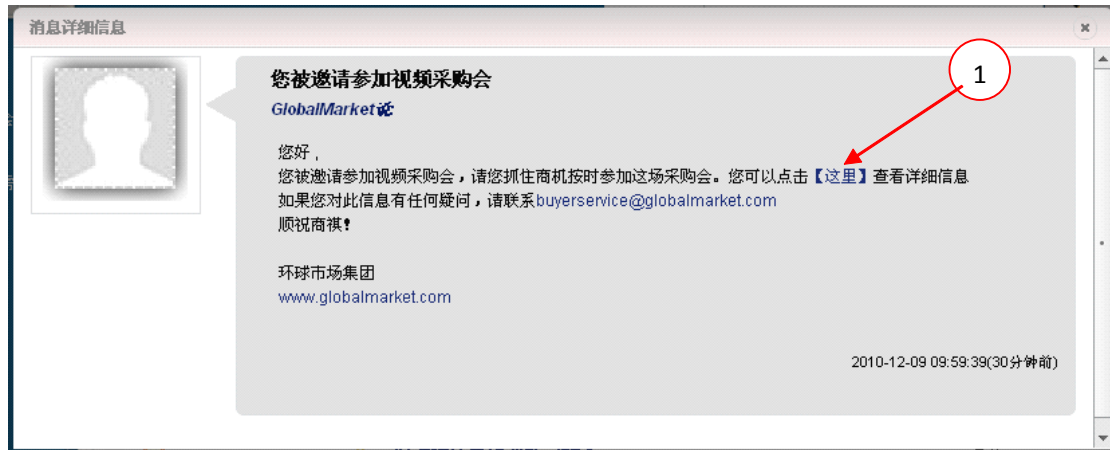 消息详细信息
您被邀请参加视频采购会
1
GlobalMarket说:
您好,
您被邀请参加视频采购会，请您抓住商机按时参加这场采购会。您可以点击【这里】查看详细信息
如果您对此信息有任何疑问，请联系buyerservice@globalmarket.com
顺祝商祺！
环球市场集团
www.globalmarket.com
2010-12-09 09:59:39(30分钟前)